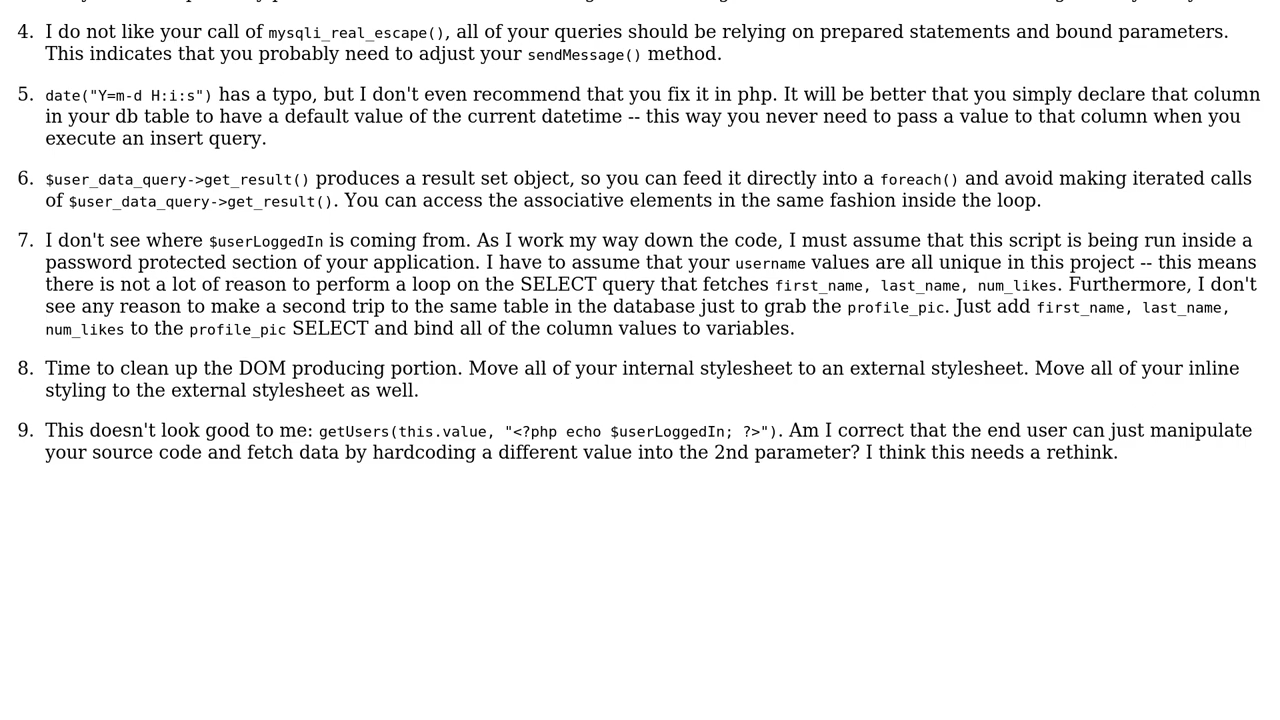 4. I do not like your call of mysqli_real_escape(), all of your queries should be relying on prepared statements and bound parameters.
This indicates that you probably need to adjust your sendMessage() method.
5. date("Y=m-d H:i:s") has a typo, but I don't even recommend that you fix it in php. It will be better that you simply declare that column
in your db table to have a default value of the current datetime -- this way you never need to pass a value to that column when you
execute an insert query.
6. $user_data_query->get_result() produces a result set object, so you can feed it directly into a foreach() and avoid making iterated calls
of $user_data_query->get_result(). You can access the associative elements in the same fashion inside the loop.
7. I don't see where $userLoggedIn is coming from. As I work my way down the code, I must assume that this script is being run inside a
password protected section of your application. I have to assume that your username values are all unique in this project -- this means
there is not a lot of reason to perform a loop on the SELECT query that fetches first_name, last_name, num_likes. Furthermore, I don't
see any reason to make a second trip to the same table in the database just to grab the profile_pic. Just add first_name, last_name,
num_likes to the profile_pic SELECT and bind all of the column values to variables.
8. Time to clean up the DOM producing portion. Move all of your internal stylesheet to an external stylesheet. Move all of your inline
styling to the external stylesheet as well.
9. This doesn't look good to me: getUsers(this.value, "<?php echo $userLoggedIn; ?>"). Am I correct that the end user can just manipulate
your source code and fetch data by hardcoding a different value into the 2nd parameter? I think this needs a rethink.